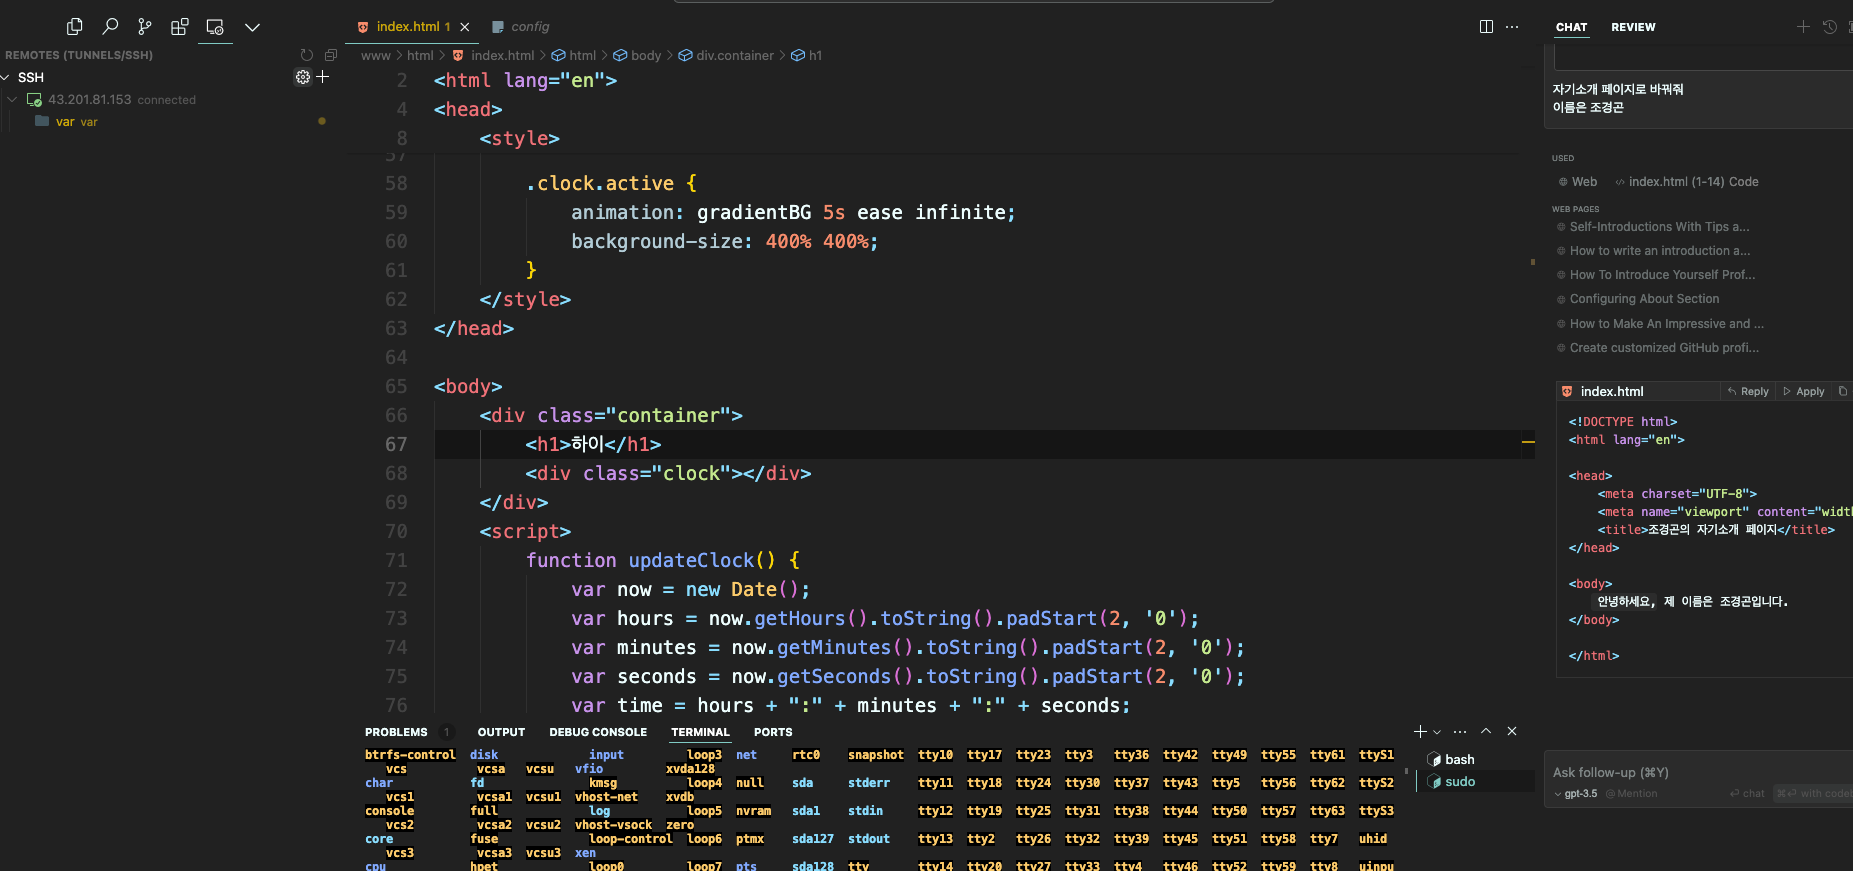 index.html 1
config
CHAT
REVIEW
REMOTES (TUNNELS/SSH)
SSH
43.201.81.153 connected
var var
www > html > index.html > html > body > div.container > h1
2 <html lang="en">
4 <head>
8 <style>
57
58 .clock.active {
59 animation: gradientBG 5s ease infinite;
60 background-size: 400% 400%;
61 }
62 </style>
63 </head>
64
65 <body>
66 <div class="container">
67 <h1>하이</h1>
68 <div class="clock"></div>
69 </div>
70 <script>
71 function updateClock() {
72 var now = new Date();
73 var hours = now.getHours().toString().padStart(2, '0');
74 var minutes = now.getMinutes().toString().padStart(2, '0');
75 var seconds = now.getSeconds().toString().padStart(2, '0');
76 var time = hours + ":" + minutes + ":" + seconds;
PROBLEMS 1 OUTPUT DEBUG CONSOLE TERMINAL PORTS
btrfs-control disk input loop3 net rtc0 snapshot tty10 tty17 tty23 tty3 tty36 tty42 tty49 tty55 tty61 ttyS1
vcs vcsa vcsu vfio xvda128
char fd kmsg loop4 null sda stderr tty11 tty18 tty24 tty30 tty37 tty43 tty5 tty56 tty62 ttyS2
vcs1 vcsa1 vcsu1 vhost-net xvdb
console full log loop5 nvram sda1 stdin tty12 tty19 tty25 tty31 tty38 tty44 tty50 tty57 tty63 ttyS3
vcs2 vcsa2 vcsu2 vhost-vsock zero
core fuse loop-control loop6 ptmx sda127 stdout tty13 tty2 tty26 tty32 tty39 tty45 tty51 tty58 tty7 uhid
vcs3 vcsa3 vcsu3 xen
cpu hpet loop0 loop7 pts sda128 tty tty14 tty20 tty27 tty33 tty4 tty46 tty52 tty59 tty8 uinpu
bash
sudo
자기소개 페이지로 바꿔줘
이름은 조경곤
USED
Web index.html (1-14) Code
WEB PAGES
Self-Introductions With Tips a...
How to write an introduction a...
How To Introduce Yourself Prof...
Configuring About Section
How to Make An Impressive and ...
Create customized GitHub profi...
index.html Reply Apply
<!DOCTYPE html>
<html lang="en">
<head>
<meta charset="UTF-8">
<meta name="viewport" content="width
<title>조경곤의 자기소개 페이지</title>
</head>
<body>
안녕하세요, 제 이름은 조경곤입니다.
</body>
</html>
Ask follow-up (⌘Y)
gpt-3.5 @ Mention ↩ chat ⌘↩ with codeb